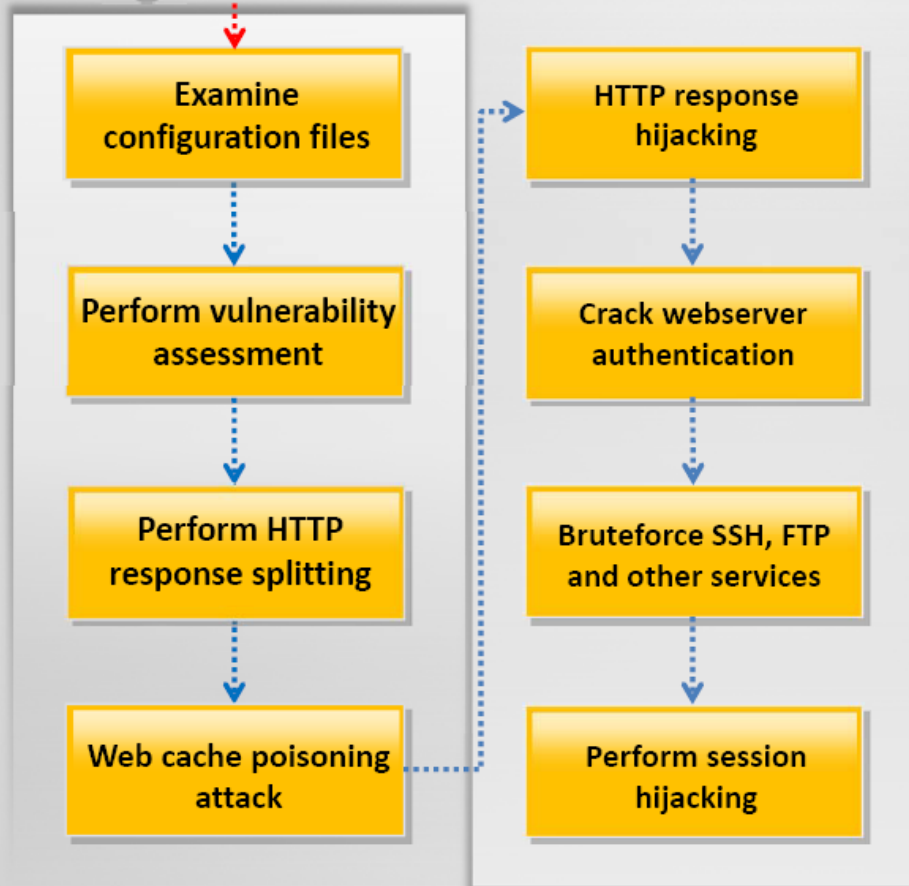 Examine
configuration files
Perform vulnerability
assessment
Perform HTTP
response splitting
Web cache poisoning
attack
HTTP response
hijacking
Crack webserver
authentication
Bruteforce SSH, FTP
and other services
Perform session
hijacking